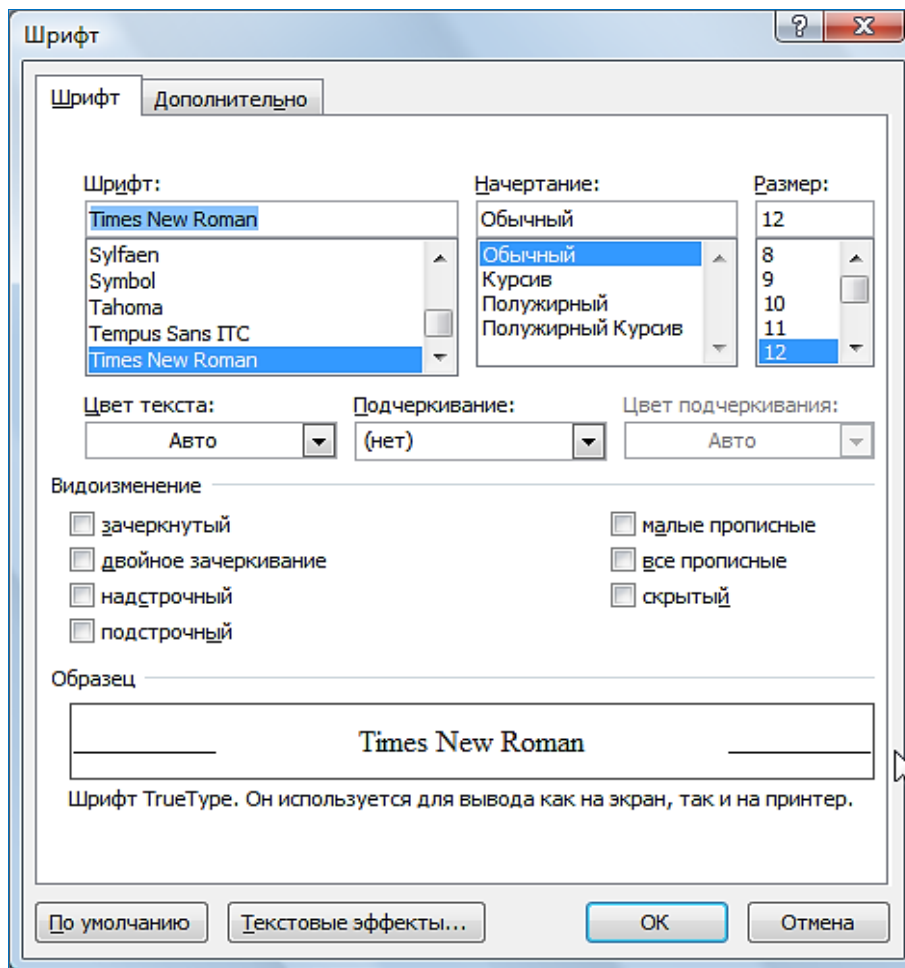 Шрифт
Шрифт Дополнительно
Шрифт: Начертание: Размер:
Times New Roman Обычный 12
Sylfaen Обычный 8
Symbol Курсив 9
Tahoma Полужирный 10
Tempus Sans ITC Полужирный Курсив 11
Times New Roman 12
Цвет текста: Подчеркивание: Цвет подчеркивания:
Авто (нет) Авто
Видоизменение
зачеркнутый малые прописные
двойное зачеркивание все прописные
надстрочный скрытый
подстрочный
Образец
Times New Roman
Шрифт TrueType. Он используется для вывода как на экран, так и на принтер.
По умолчанию Текстовые эффекты... ОК Отмена